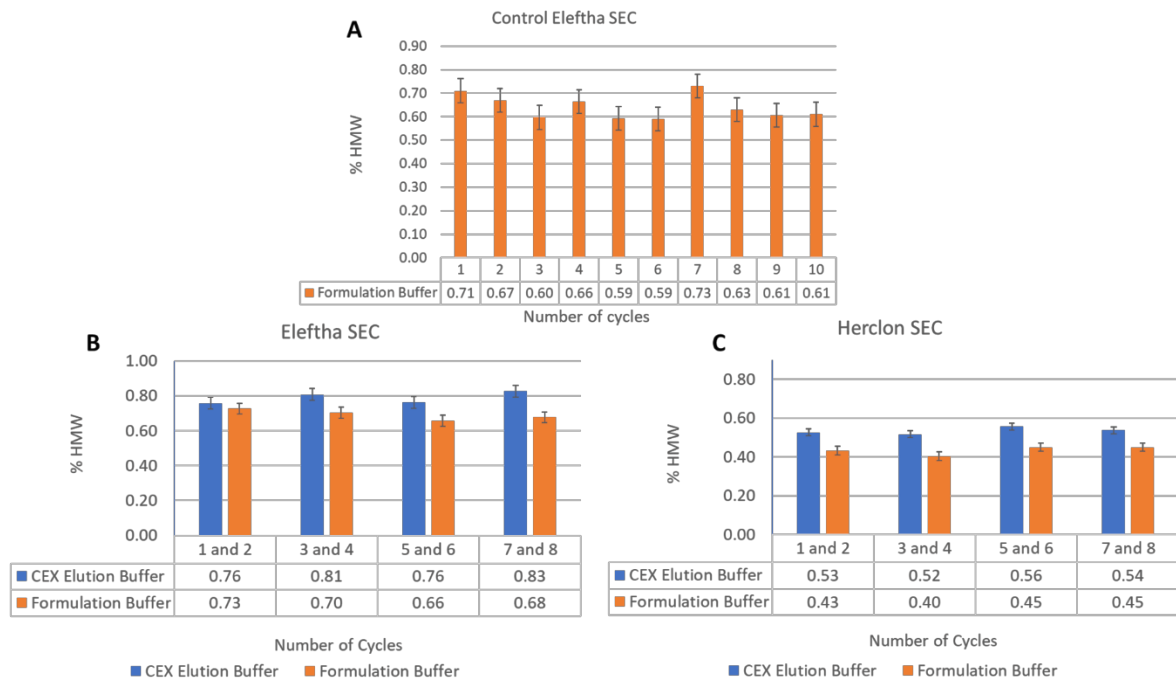 A
Control Eleftha SEC
0.90
0.80
0.70
0.60
0.50
0.40
0.30
0.20
0.10
0.00
% HMW
1 2 3 4 5 6 7 8 9 10
Formulation Buffer 0.71 0.67 0.60 0.66 0.59 0.59 0.73 0.63 0.61 0.61
Number of cycles
B
Eleftha SEC
1.00
0.80
0.60
0.40
0.20
0.00
% HMW
1 and 2 3 and 4 5 and 6 7 and 8
CEX Elution Buffer 0.76 0.81 0.76 0.83
Formulation Buffer 0.73 0.70 0.66 0.68
Number of Cycles
CEX Elution Buffer Formulation Buffer
C
Herclon SEC
0.80
0.60
0.40
0.20
0.00
% HMW
1 and 2 3 and 4 5 and 6 7 and 8
CEX Elution Buffer 0.53 0.52 0.56 0.54
Formulation Buffer 0.43 0.40 0.45 0.45
Number of Cycles
CEX Elution Buffer Formulation Buffer